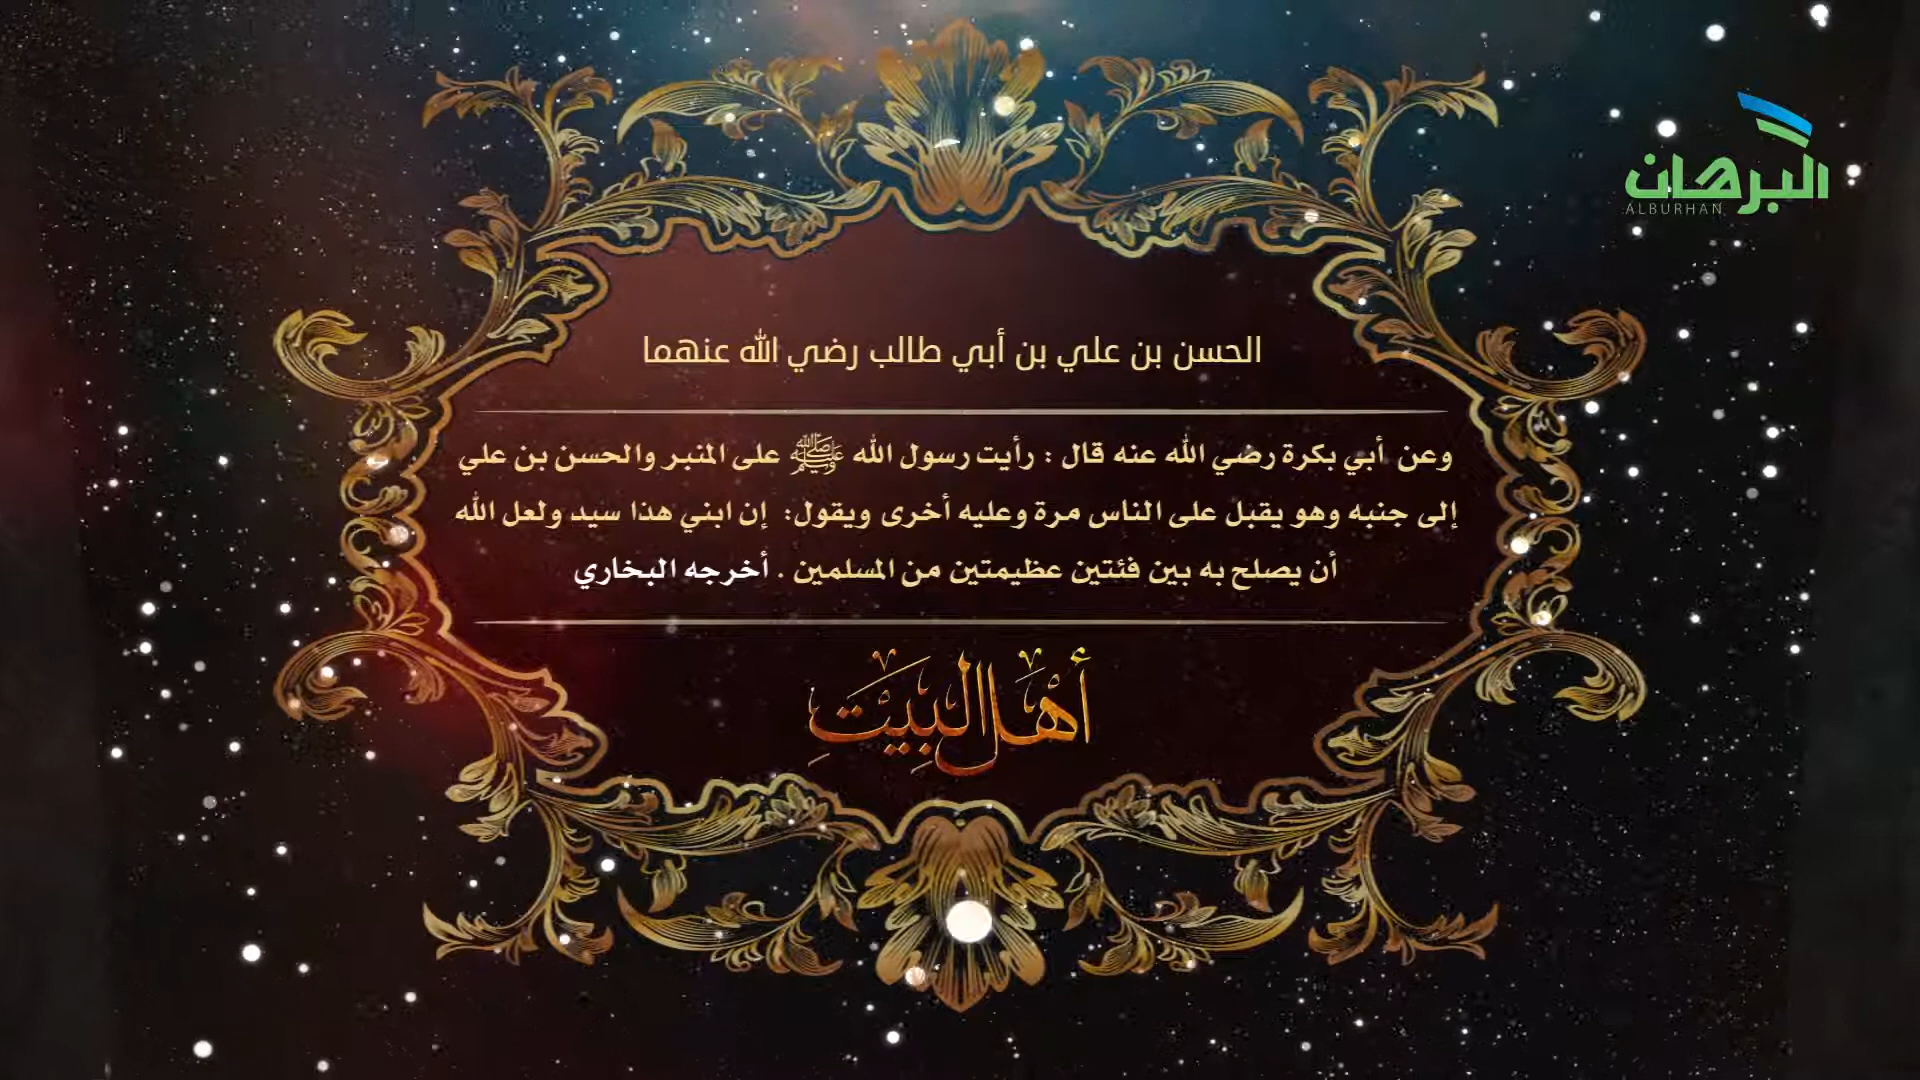 البرهان
ALBURHAN
الحسن بن علي بن أبي طالب رضي الله عنهما
وعن أبي بكرة رضي الله عنه قال : رأيت رسول الله ﷺ على المنبر والحسن بن علي
إلى جنبه وهو يقبل على الناس مرة وعليه أخرى ويقول: إن ابني هذا سيد ولعل الله
أن يصلح به بين فئتين عظيمتين من المسلمين . أخرجه البخاري
أَهْل البَيْتِ